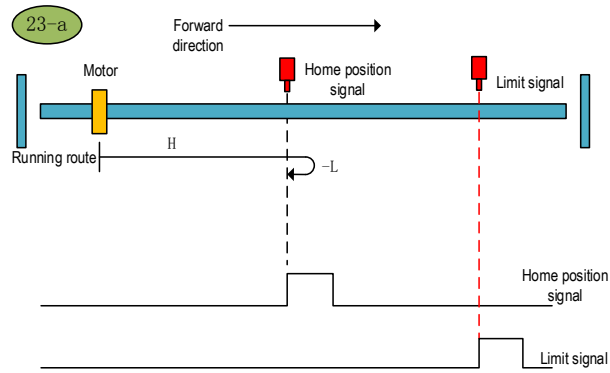 23-a
Forward
direction
Motor
Home position
signal
Limit signal
Running route
H
-L
Home position
signal
Limit signal